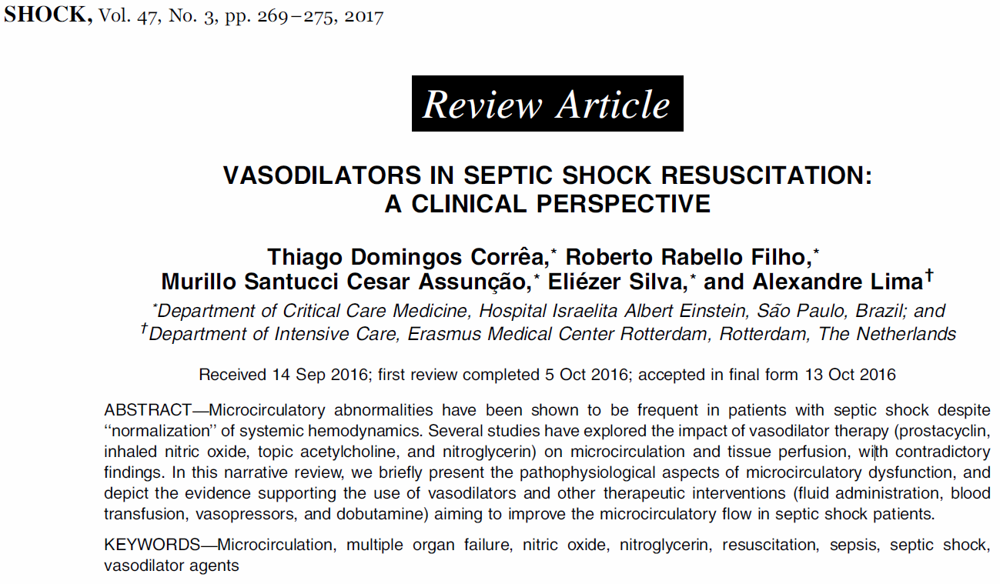 SHOCK, Vol. 47, No. 3, pp. 269–275, 2017
Review Article
VASODILATORS IN SEPTIC SHOCK RESUSCITATION:
A CLINICAL PERSPECTIVE
Thiago Domingos Corrêa,* Roberto Rabello Filho,*
Murillo Santucci Cesar Assunção,* Eliézer Silva,* and Alexandre Lima†
*Department of Critical Care Medicine, Hospital Israelita Albert Einstein, São Paulo, Brazil; and
†Department of Intensive Care, Erasmus Medical Center Rotterdam, Rotterdam, The Netherlands
Received 14 Sep 2016; first review completed 5 Oct 2016; accepted in final form 13 Oct 2016
ABSTRACT—Microcirculatory abnormalities have been shown to be frequent in patients with septic shock despite
‘‘normalization’’ of systemic hemodynamics. Several studies have explored the impact of vasodilator therapy (prostacyclin,
inhaled nitric oxide, topic acetylcholine, and nitroglycerin) on microcirculation and tissue perfusion, with contradictory
findings. In this narrative review, we briefly present the pathophysiological aspects of microcirculatory dysfunction, and
depict the evidence supporting the use of vasodilators and other therapeutic interventions (fluid administration, blood
transfusion, vasopressors, and dobutamine) aiming to improve the microcirculatory flow in septic shock patients.
KEYWORDS—Microcirculation, multiple organ failure, nitric oxide, nitroglycerin, resuscitation, sepsis, septic shock,
vasodilator agents